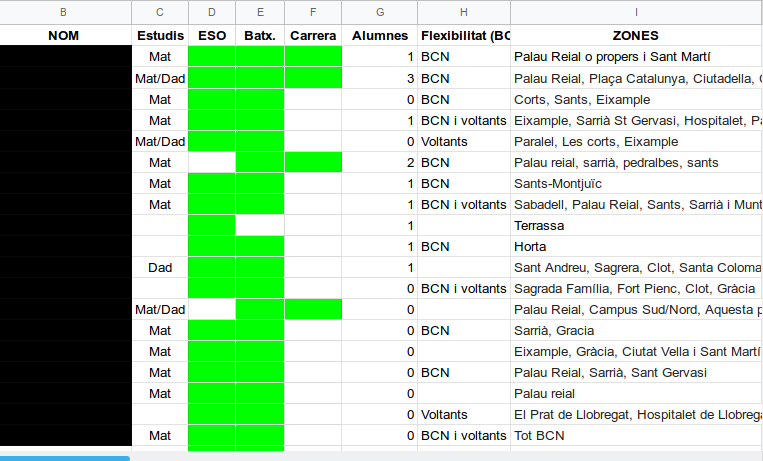 B C D E F G H I
NOM Estudis ESO Batx. Carrera Alumnes Flexibilitat (BC ZONES
Mat 1 BCN Palau Reial o propers i Sant Martí
Mat/Dad 3 BCN Palau Reial, Plaça Catalunya, Ciutadella,
Mat 0 BCN Corts, Sants, Eixample
Mat 1 BCN i voltants Eixample, Sarrià St Gervasi, Hospitalet,
Mat/Dad 0 Voltants Paralel, Les corts, Eixample
Mat 2 BCN Palau reial, sarrià, pedralbes, sants
Mat 1 BCN Sants-Montjuïc
Mat 1 BCN i voltants Sabadell, Palau Reial, Sants, Sarrià i Munt
1 Terrassa
1 BCN Horta
Dad 1 Sant Andreu, Sagrera, Clot, Santa Coloma
0 BCN i voltants Sagrada Família, Fort Pienc, Clot, Gràcia
Mat/Dad 0 Palau Reial, Campus Sud/Nord, Aquesta p
Mat 0 BCN Sarrià, Gracia
Mat 0 Eixample, Gràcia, Ciutat Vella i Sant Martí
Mat 0 BCN Palau Reial, Sarrià, Sant Gervasi
Mat 0 Palau reial
0 Voltants El Prat de Llobregat, Hospitalet de Llobrega
Mat 0 BCN i voltants Tot BCN